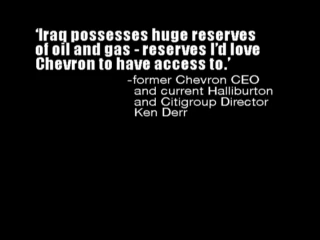 ‘Iraq possesses huge reserves
of oil and gas - reserves I'd love
Chevron to have access to.’
-former Chevron CEO
and current Halliburton
and Citigroup Director
Ken Derr